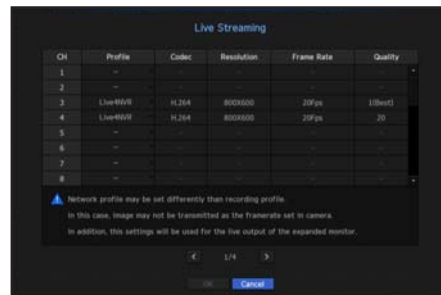 Live Streaming
CH Profile Codec Resolution Frame Rate Quality
1 - - - - -
2 - - - - -
3 Live4NVR H.264 800X600 20Fps 1(Best)
4 Live4NVR H.264 800X600 20Fps 20
5 - - - - -
6 - - - - -
7 - - - - -
8 - - - - -
Network profile may be set differently than recording profile.
In this case, image may not be transmitted as the framerate set in camera.
In addition, this settings will be used for the live output of the expanded monitor.
< 1/4 >
OK Cancel